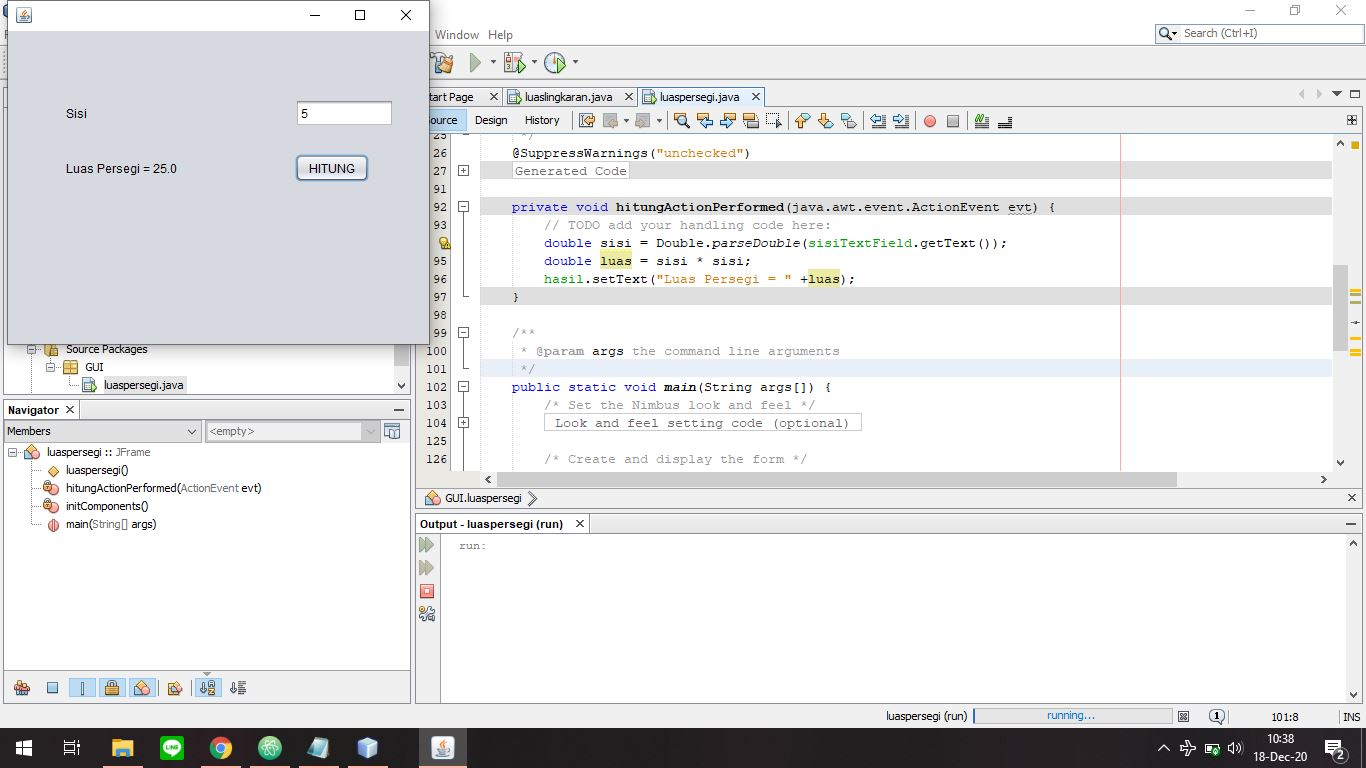 Sisi
5
Luas Persegi = 25.0
HITUNG
Window Help
Search (Ctrl+I)
tart Page
luaslingkaran.java
luaspersegi.java
ource
Design
History
25 */
26 @SuppressWarnings("unchecked")
27 Generated Code
91
92 private void hitungActionPerformed(java.awt.event.ActionEvent evt) {
93 // TODO add your handling code here:
double sisi = Double.parseDouble(sisiTextField.getText());
95 double luas = sisi * sisi;
96 hasil.setText("Luas Persegi = " +luas);
97 }
98
99 /**
100 * @param args the command line arguments
101 */
102 public static void main(String args[]) {
103 /* Set the Nimbus look and feel */
104 Look and feel setting code (optional)
125
126 /* Create and display the form */
GUI.luaspersegi
Source Packages
GUI
luaspersegi.java
Navigator
Members
<empty>
luaspersegi :: JFrame
luaspersegi()
hitungActionPerformed(ActionEvent evt)
initComponents()
main(String[] args)
Output - luaspersegi (run)
run:
luaspersegi (run)
running...
1
101:8
INS
LINE
10:38
18-Dec-20
2